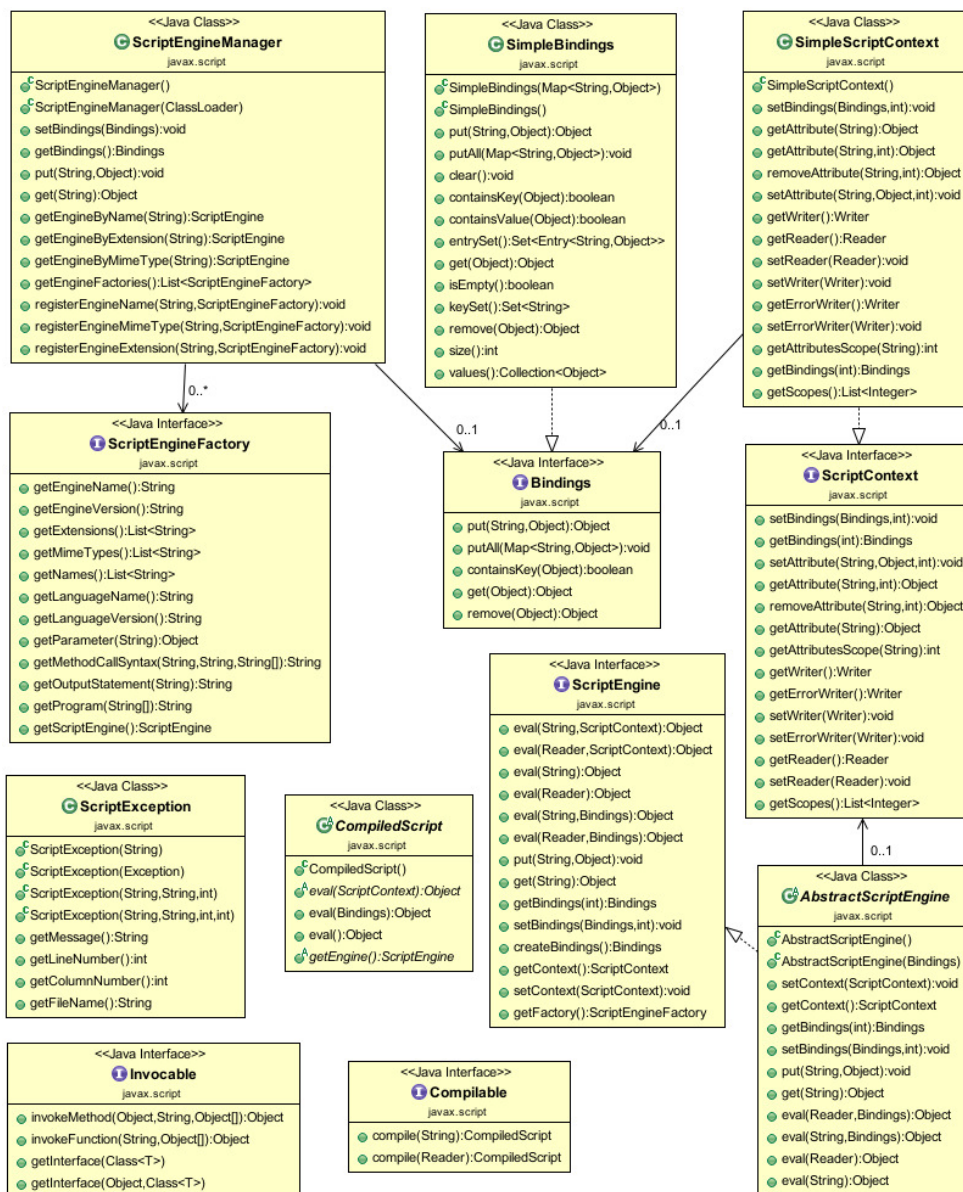 <<Java Class>>
ScriptEngineManager
javax.script
ScriptEngineManager()
ScriptEngineManager(ClassLoader)
setBindings(Bindings):void
getBindings():Bindings
put(String,Object):void
get(String):Object
getEngineByName(String):ScriptEngine
getEngineByExtension(String):ScriptEngine
getEngineByMimeType(String):ScriptEngine
getEngineFactories():List<ScriptEngineFactory>
registerEngineName(String,ScriptEngineFactory):void
registerEngineMimeType(String,ScriptEngineFactory):void
registerEngineExtension(String,ScriptEngineFactory):void
<<Java Class>>
SimpleBindings
javax.script
SimpleBindings(Map<String,Object>)
SimpleBindings()
put(String,Object):Object
putAll(Map<String,Object>):void
clear():void
containsKey(Object):boolean
containsValue(Object):boolean
entrySet():Set<Entry<String,Object>>
get(Object):Object
isEmpty():boolean
keySet():Set<String>
remove(Object):Object
size():int
values():Collection<Object>
<<Java Class>>
SimpleScriptContext
javax.script
SimpleScriptContext()
setBindings(Bindings,int):void
getAttribute(String):Object
getAttribute(String,int):Object
removeAttribute(String,int):Object
setAttribute(String,Object,int):void
getWriter():Writer
getReader():Reader
setReader(Reader):void
setWriter(Writer):void
getErrorWriter():Writer
setErrorWriter(Writer):void
getAttributesScope(String):int
getBindings(int):Bindings
getScopes():List<Integer>
0..*
0..1
0..1
<<Java Interface>>
ScriptEngineFactory
javax.script
getEngineName():String
getEngineVersion():String
getExtensions():List<String>
getMimeTypes():List<String>
getNames():List<String>
getLanguageName():String
getLanguageVersion():String
getParameter(String):Object
getMethodCallSyntax(String,String,String[]):String
getOutputStatement(String):String
getProgram(String[]):String
getScriptEngine():ScriptEngine
<<Java Interface>>
Bindings
javax.script
put(String,Object):Object
putAll(Map<String,Object>):void
containsKey(Object):boolean
get(Object):Object
remove(Object):Object
<<Java Interface>>
ScriptContext
javax.script
setBindings(Bindings,int):void
getBindings(int):Bindings
setAttribute(String,Object,int):void
getAttribute(String,int):Object
removeAttribute(String,int):Object
getAttribute(String):Object
getAttributesScope(String):int
getWriter():Writer
getErrorWriter():Writer
setWriter(Writer):void
setErrorWriter(Writer):void
getReader():Reader
setReader(Reader):void
getScopes():List<Integer>
<<Java Interface>>
ScriptEngine
javax.script
eval(String,ScriptContext):Object
eval(Reader,ScriptContext):Object
eval(String):Object
eval(Reader):Object
eval(String,Bindings):Object
eval(Reader,Bindings):Object
put(String,Object):void
get(String):Object
getBindings(int):Bindings
setBindings(Bindings,int):void
createBindings():Bindings
getContext():ScriptContext
setContext(ScriptContext):void
getFactory():ScriptEngineFactory
<<Java Class>>
ScriptException
javax.script
ScriptException(String)
ScriptException(Exception)
ScriptException(String,String,int)
ScriptException(String,String,int,int)
getMessage():String
getLineNumber():int
getColumnNumber():int
getFileName():String
<<Java Class>>
CompiledScript
javax.script
CompiledScript()
eval(ScriptContext):Object
eval(Bindings):Object
eval():Object
getEngine():ScriptEngine
0..1
<<Java Class>>
AbstractScriptEngine
javax.script
AbstractScriptEngine()
AbstractScriptEngine(Bindings)
setContext(ScriptContext):void
getContext():ScriptContext
getBindings(int):Bindings
setBindings(Bindings,int):void
put(String,Object):void
get(String):Object
eval(Reader,Bindings):Object
eval(String,Bindings):Object
eval(Reader):Object
eval(String):Object
<<Java Interface>>
Invocable
javax.script
invokeMethod(Object,String,Object[]):Object
invokeFunction(String,Object[]):Object
getInterface(Class<T>)
getInterface(Object,Class<T>)
<<Java Interface>>
Compilable
javax.script
compile(String):CompiledScript
compile(Reader):CompiledScript